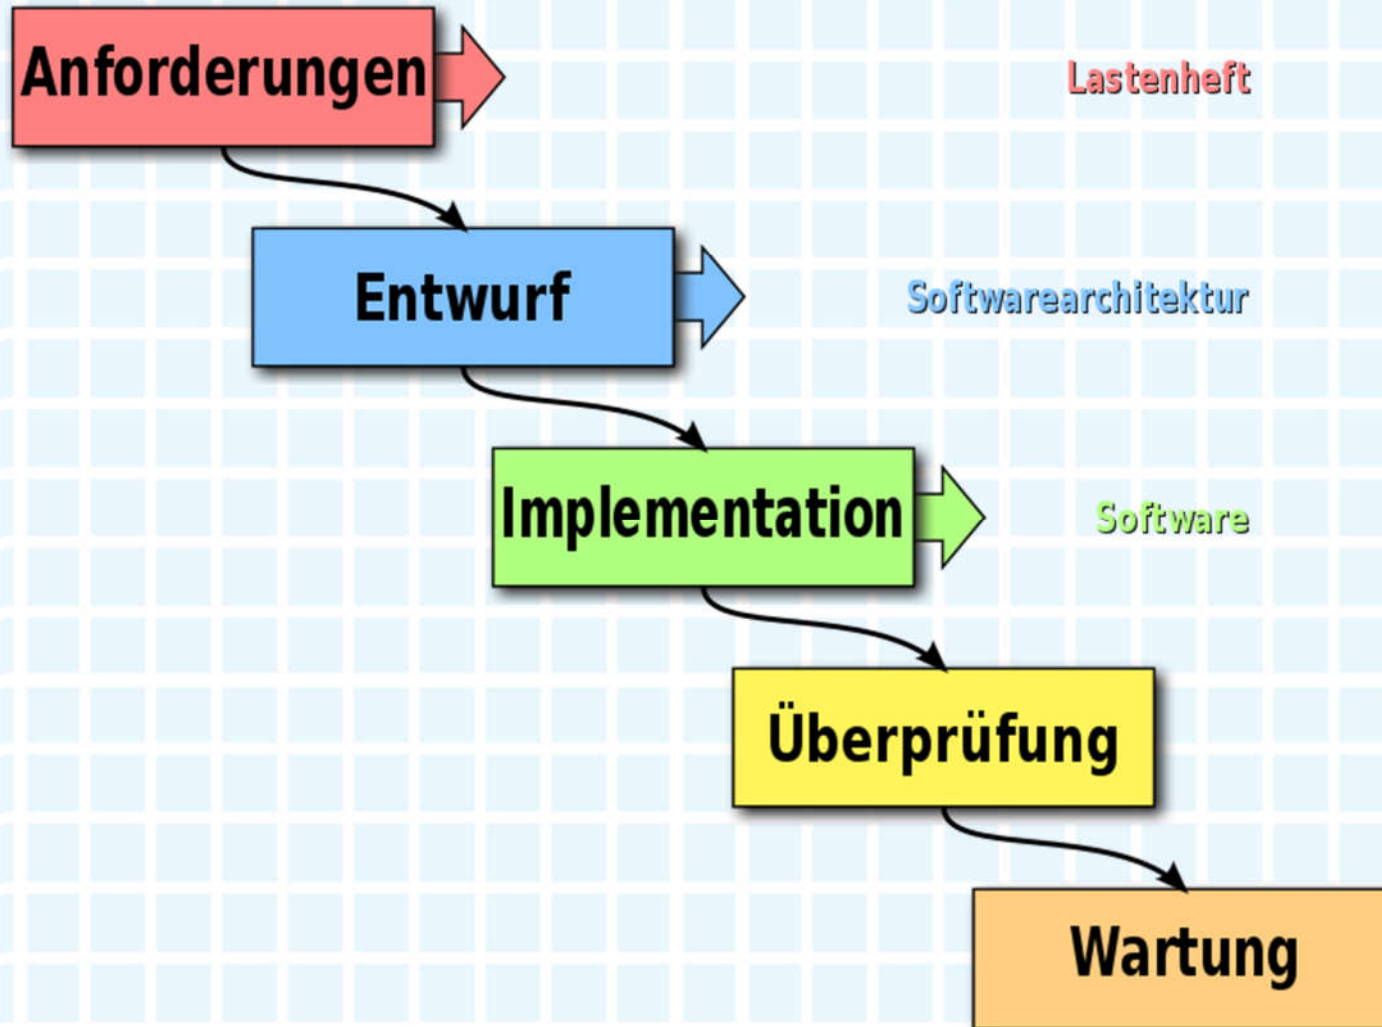 Anforderungen
Lastenheft
Entwurf
Softwarearchitektur
Implementation
Software
Überprüfung
Wartung